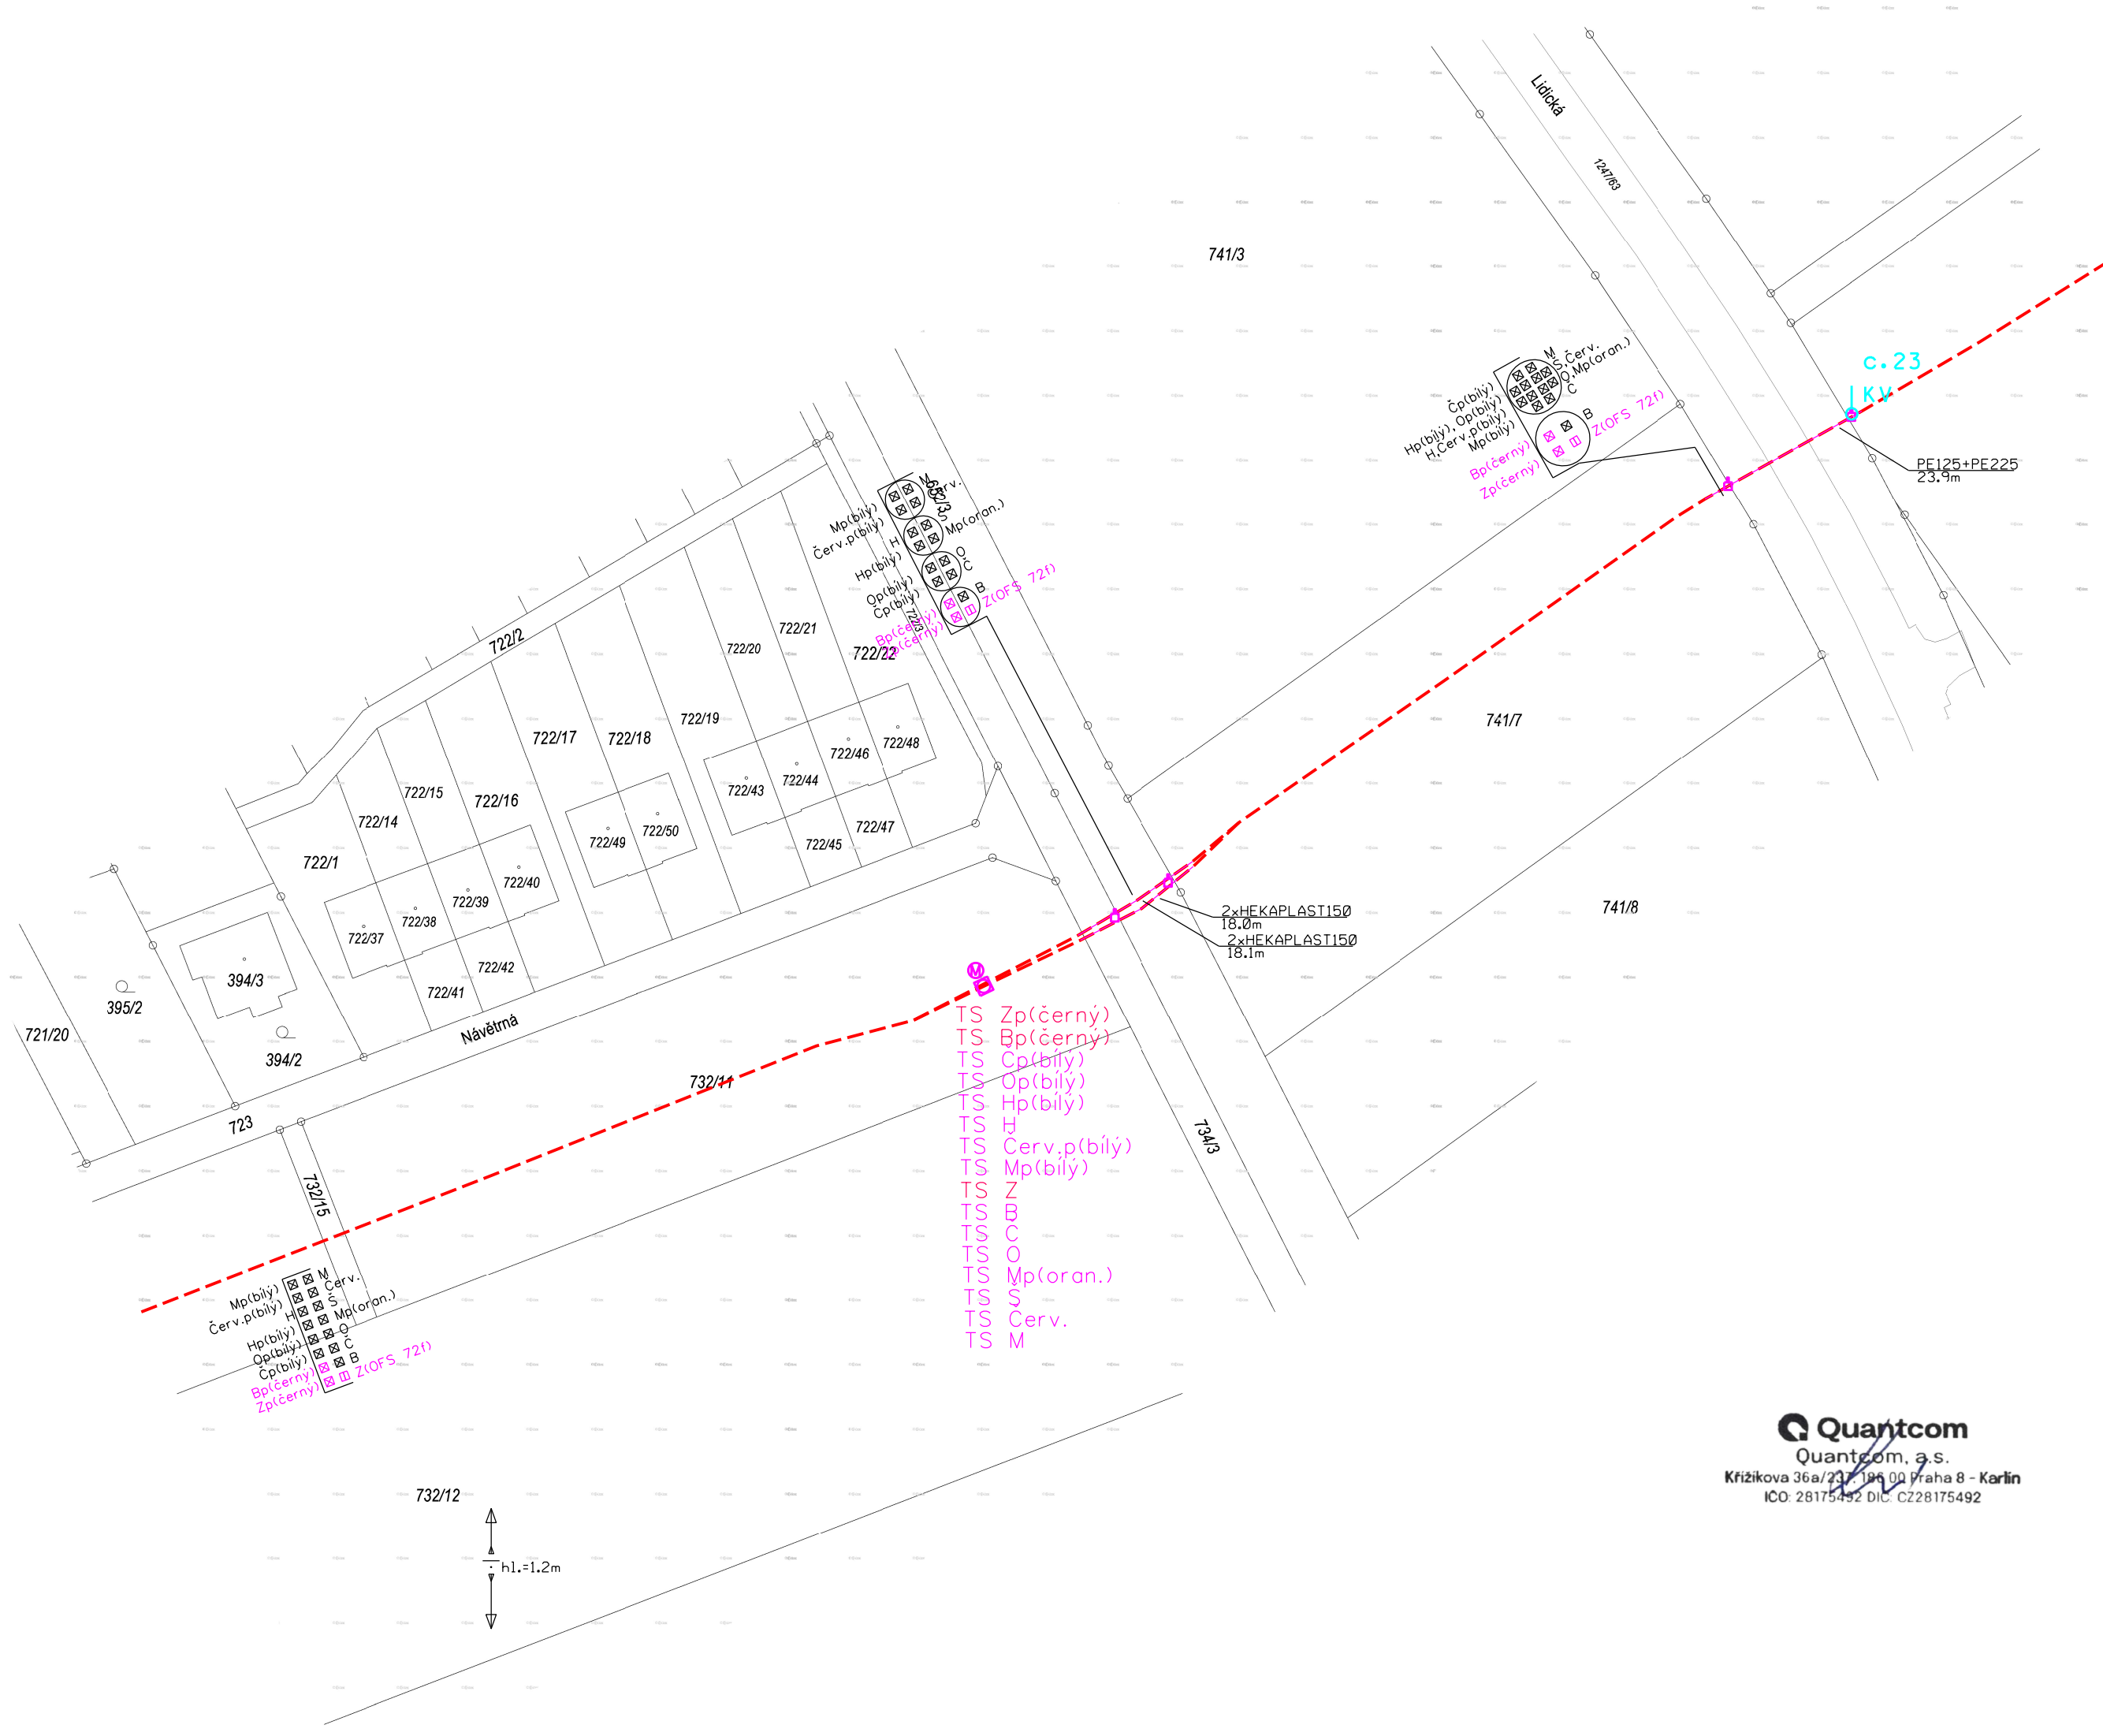 Lidická
1247/63
741/3
c.23
KV
PE125+PE225
23.9m
M
Š,Červ.
O,Mp(oran.)
Č
Čp(bílý)
Hp(bílý), Op(bílý)
H,Červ.p(bílý)
Mp(bílý)
B
Z(OFS 72f)
Bp(černý)
Zp(černý)
652/3
M
Červ.
Mp(bílý)
Červ.p(bílý)
Š
Mp(oran.)
H
Hp(bílý)
O
Č
Op(bílý)
Čp(bílý)
B
Z(OFS 72f)
Bp(černý)
Zp(černý)
722/3
722/2
722/20
722/21
722/22
722/17
722/18
722/19
722/14
722/15
722/16
722/1
722/43
722/44
722/46
722/48
722/49
722/50
722/45
722/47
722/37
722/38
722/39
722/40
722/41
722/42
741/7
741/8
2xHEKAPLAST150
18.0m
2xHEKAPLAST150
18.1m
721/20
395/2
394/3
394/2
Návětrná
723
732/11
732/15
734/3
M
TS Zp(černý)
TS Bp(černý)
TS Čp(bílý)
TS Op(bílý)
TS Hp(bílý)
TS H
TS Červ.p(bílý)
TS Mp(bílý)
TS Z
TS B
TS Č
TS O
TS Mp(oran.)
TS Š
TS Červ.
TS M
Mp(bílý) M
Červ.p(bílý) Červ.
H Š
Hp(bílý) Mp(oran.)
Op(bílý) O
Čp(bílý) Č
Bp(černý) B
Zp(černý) Z(OFS 72f)
732/12
hl.=1.2m
Quantcom
Quantcom, a.s.
Křižíkova 36a/237, 186 00 Praha 8 - Karlín
IČO: 28175492 DIČ: CZ28175492